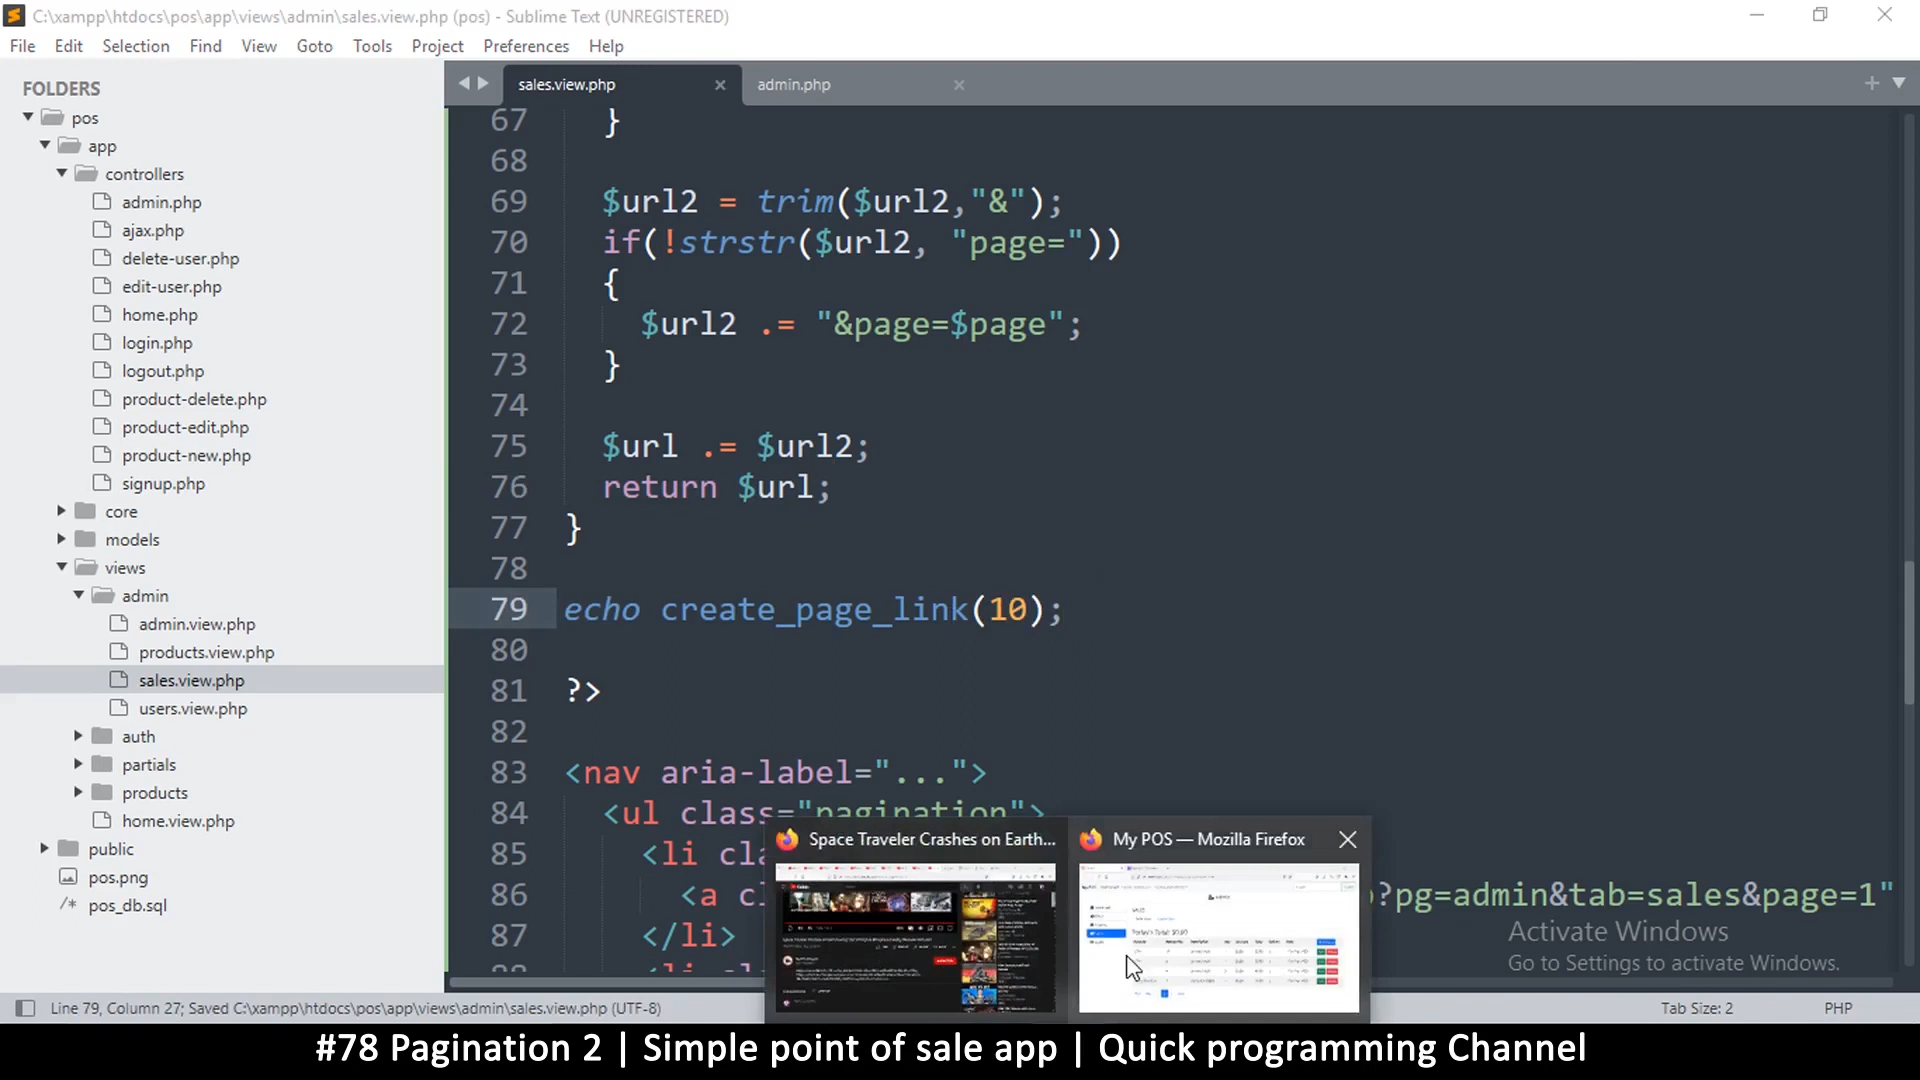 C:\xampp\htdocs\pos\app\views\admin\sales.view.php (pos) - Sublime Text (UNREGISTERED)
File Edit Selection Find View Goto Tools Project Preferences Help
FOLDERS
pos
app
controllers
admin.php
ajax.php
delete-user.php
edit-user.php
home.php
login.php
logout.php
product-delete.php
product-edit.php
product-new.php
signup.php
core
models
views
admin
admin.view.php
products.view.php
sales.view.php
users.view.php
auth
partials
products
home.view.php
public
pos.png
/* pos_db.sql
sales.view.php admin.php
67 }
68
69 $url2 = trim($url2,"&");
70 if(!strstr($url2, "page="))
71 {
72 $url2 .= "&page=$page";
73 }
74
75 $url .= $url2;
76 return $url;
77 }
78
79 echo create_page_link(10);
80
81 ?>
82
83 <nav aria-label="...">
84 <ul class="pagination">
85 <li cl
86 <a c ?pg=admin&tab=sales&page=1"
87 </li>
Space Traveler Crashes on Earth...
My POS — Mozilla Firefox
Activate Windows
Go to Settings to activate Windows.
Line 79, Column 27; Saved C:\xampp\htdocs\pos\app\views\admin\sales.view.php (UTF-8) Tab Size: 2 PHP
#78 Pagination 2 | Simple point of sale app | Quick programming Channel